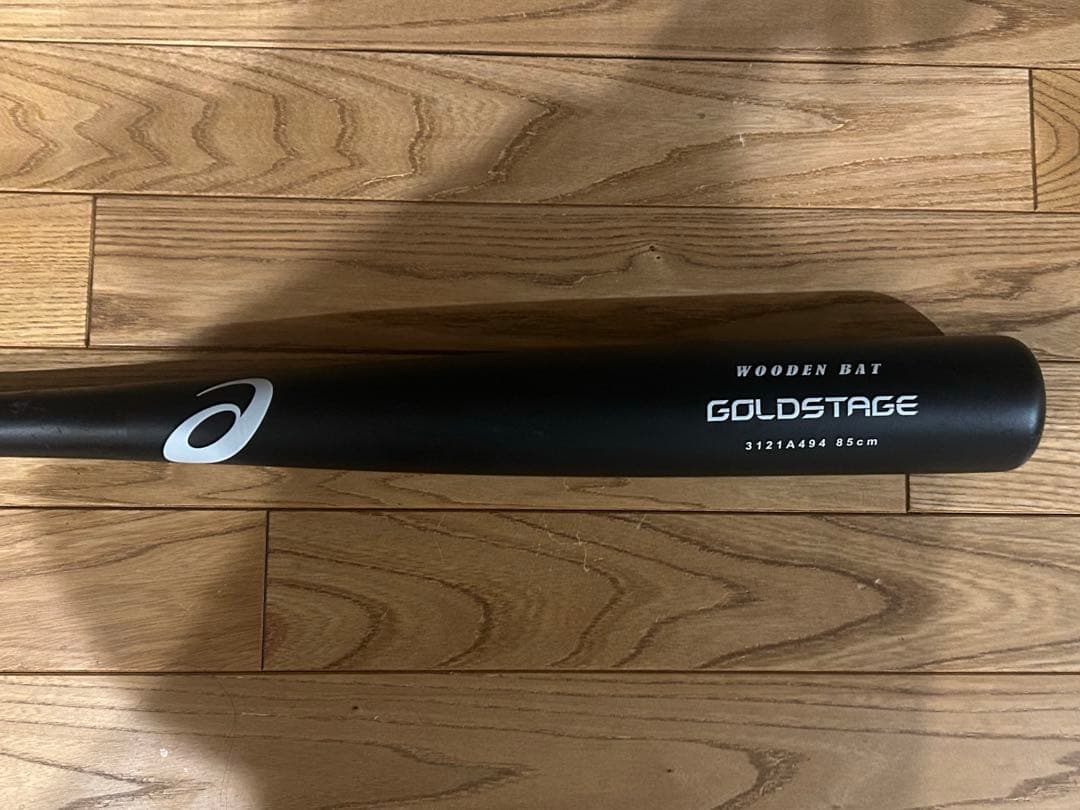 WOODEN BAT
GOLDSTAGE
3121A494 85cm